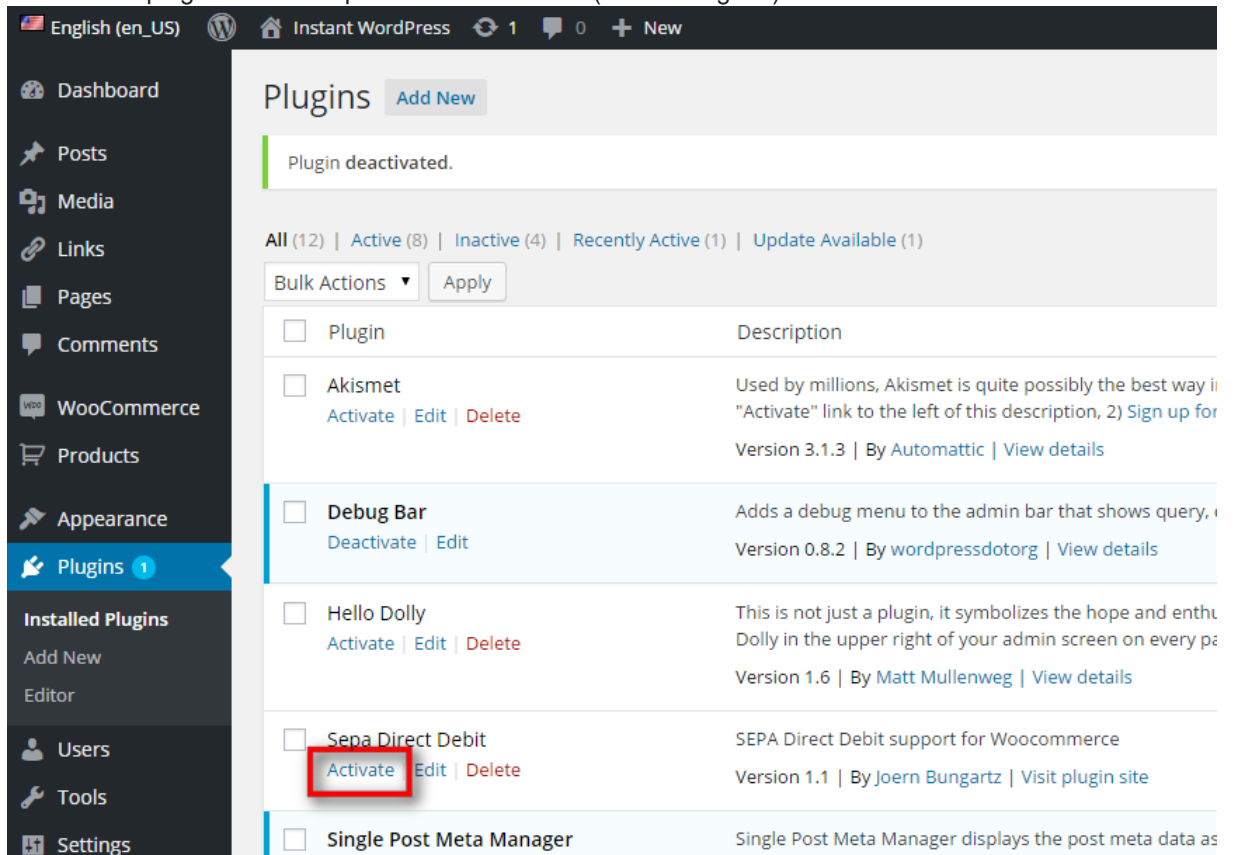 English (en_US) Instant WordPress 1 0 + New
Dashboard
Posts
Media
Links
Pages
Comments
WooCommerce
Products
Appearance
Plugins 1
Installed Plugins
Add New
Editor
Users
Tools
Settings
Plugins Add New
Plugin deactivated.
All (12) | Active (8) | Inactive (4) | Recently Active (1) | Update Available (1)
Bulk Actions Apply
Plugin Description
Akismet
Activate | Edit | Delete
Used by millions, Akismet is quite possibly the best way
"Activate" link to the left of this description, 2) Sign up for
Version 3.1.3 | By Automattic | View details
Debug Bar
Deactivate | Edit
Adds a debug menu to the admin bar that shows query,
Version 0.8.2 | By wordpressdotorg | View details
Hello Dolly
Activate | Edit | Delete
This is not just a plugin, it symbolizes the hope and
Dolly in the upper right of your admin screen on every
Version 1.6 | By Matt Mullenweg | View details
Sepa Direct Debit
Activate | Edit | Delete
SEPA Direct Debit support for Woocommerce
Version 1.1 | By Joern Bungartz | Visit plugin site
Single Post Meta Manager
Single Post Meta Manager displays the post meta data as